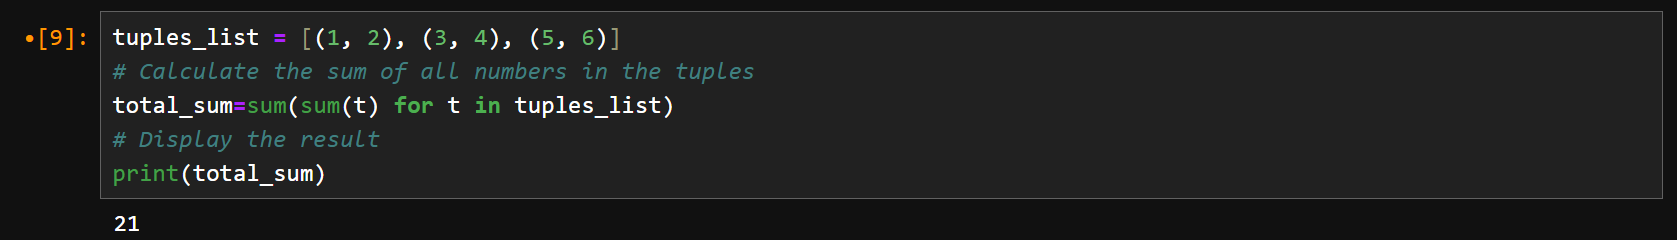 •[9]: tuples_list = [(1, 2), (3, 4), (5, 6)]
# Calculate the sum of all numbers in the tuples
total_sum=sum(sum(t) for t in tuples_list)
# Display the result
print(total_sum)
21